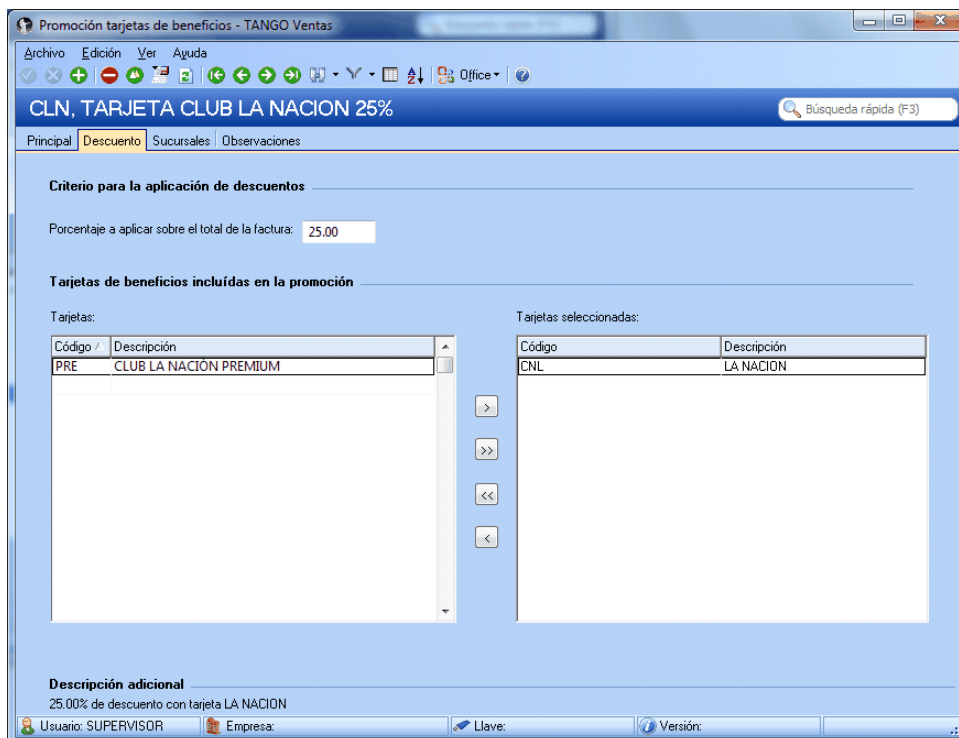 Promoción tarjetas de beneficios - TANGO Ventas
Archivo Edición Ver Ayuda
Office
CLN, TARJETA CLUB LA NACION 25%
Búsqueda rápida (F3)
Principal Descuento Sucursales Observaciones
Criterio para la aplicación de descuentos
Porcentaje a aplicar sobre el total de la factura: 25.00
Tarjetas de beneficios incluídas en la promoción
Tarjetas: Tarjetas seleccionadas:
Código Descripción Código Descripción
PRE CLUB LA NACIÓN PREMIUM CNL LA NACION
>
>>
<<
<
Descripción adicional
25.00% de descuento con tarjeta LA NACION
Usuario: SUPERVISOR Empresa: Llave: Versión: